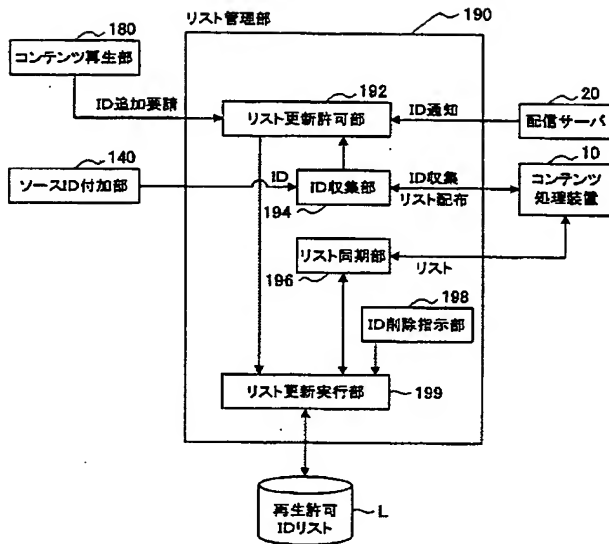 リスト管理部
190
180
コンテンツ再生部
ID追加要請
192
リスト更新許可部
ID通知
20
配信サーバ
140
ソースID付加部
ID
ID収集部
194
ID収集
リスト配布
10
コンテンツ
処理装置
リスト同期部
196
リスト
198
ID削除指示部
リスト更新実行部
199
再生許可
IDリスト
L